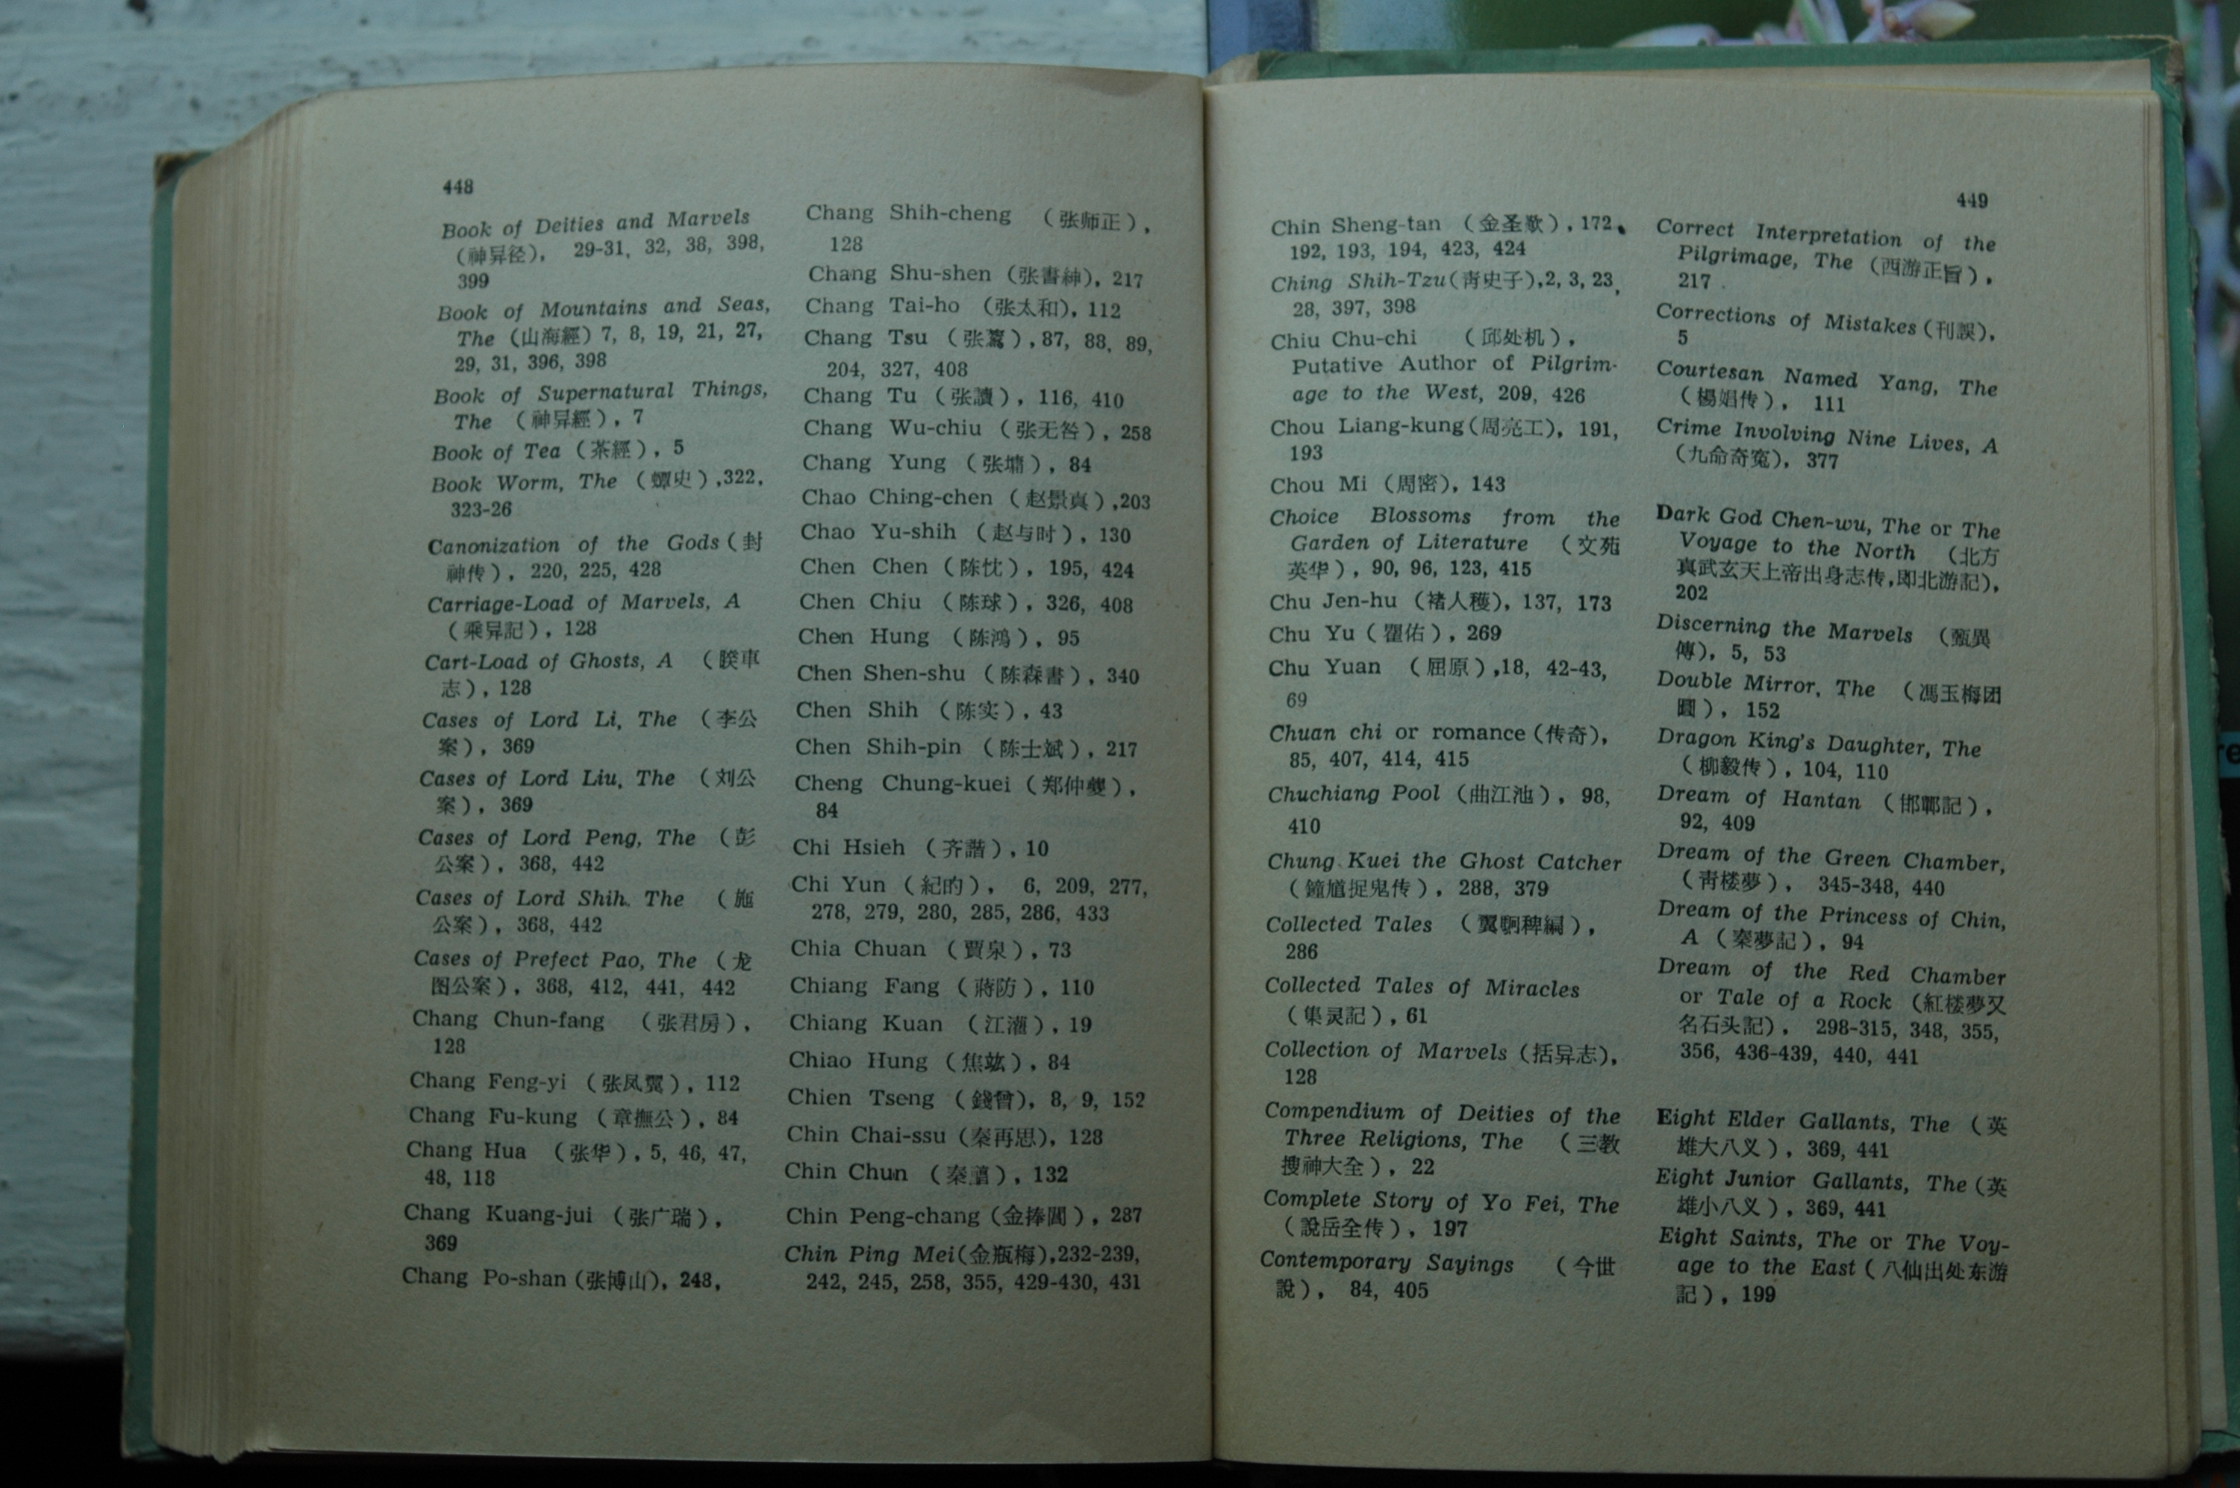 448
Book of Deities and Marvels
(神异径), 29-31, 32, 38, 398,
399
Book of Mountains and Seas,
The (山海經) 7, 8, 19, 21, 27,
29, 31, 396, 398
Book of Supernatural Things,
The (神异經), 7
Book of Tea (茶經), 5
Book Worm, The (蟫史),322,
323-26
Canonization of the Gods (封
神传), 220, 225, 428
Carriage-Load of Marvels, A
(乘异記), 128
Cart-Load of Ghosts, A (睽車
志), 128
Cases of Lord Li, The (李公
案), 369
Cases of Lord Liu, The (刘公
案), 369
Cases of Lord Peng, The (彭
公案), 368, 442
Cases of Lord Shih, The (施
公案), 368, 442
Cases of Prefect Pao, The (龙
图公案), 368, 412, 441, 442
Chang Chun-fang (张君房),
128
Chang Feng-yi (张凤翼), 112
Chang Fu-kung (章撫公), 84
Chang Hua (张华), 5, 46, 47,
48, 118
Chang Kuang-jui (张广瑞),
369
Chang Po-shan (张博山), 248,
Chang Shih-cheng (张师正),
128
Chang Shu-shen (张書紳), 217
Chang Tai-ho (张太和), 112
Chang Tsu (张鷟), 87, 88, 89,
204, 327, 408
Chang Tu (张讀), 116, 410
Chang Wu-chiu (张无咎), 258
Chang Yung (张墉), 84
Chao Ching-chen (赵景真),203
Chao Yu-shih (赵与时), 130
Chen Chen (陈忱), 195, 424
Chen Chiu (陈球), 326, 408
Chen Hung (陈鸿), 95
Chen Shen-shu (陈森書), 340
Chen Shih (陈实), 43
Chen Shih-pin (陈士斌), 217
Cheng Chung-kuei (郑仲夔),
84
Chi Hsieh (齐諧), 10
Chi Yun (紀昀), 6, 209, 277,
278, 279, 280, 285, 286, 433
Chia Chuan (賈泉), 73
Chiang Fang (蔣防), 110
Chiang Kuan (江瓘), 19
Chiao Hung (焦竑), 84
Chien Tseng (錢曾), 8, 9, 152
Chin Chai-ssu (秦再思), 128
Chin Chun (秦醇), 132
Chin Peng-chang (金捧閶), 287
Chin Ping Mei (金瓶梅),232-239,
242, 245, 258, 355, 429-430, 431
449
Chin Sheng-tan (金圣歎), 172,
192, 193, 194, 423, 424
Ching Shih-Tzu (青史子),2, 3, 23,
28, 397, 398
Chiu Chu-chi (邱处机),
Putative Author of Pilgrim-
age to the West, 209, 426
Chou Liang-kung (周亮工), 191,
193
Chou Mi (周密), 143
Choice Blossoms from the
Garden of Literature (文苑
英华), 90, 96, 123, 415
Chu Jen-hu (褚人穫), 137, 173
Chu Yu (瞿佑), 269
Chu Yuan (屈原),18, 42-43,
69
Chuan chi or romance (传奇),
85, 407, 414, 415
Chuchiang Pool (曲江池), 98,
410
Chung Kuei the Ghost Catcher
(鍾馗捉鬼传), 288, 379
Collected Tales (翼駉稗編),
286
Collected Tales of Miracles
(集灵記), 61
Collection of Marvels (括异志),
128
Compendium of Deities of the
Three Religions, The (三教
搜神大全), 22
Complete Story of Yo Fei, The
(說岳全传), 197
Contemporary Sayings (今世
說), 84, 405
Correct Interpretation of the
Pilgrimage, The (西游正旨),
217
Corrections of Mistakes (刊誤),
5
Courtesan Named Yang, The
(楊娼传), 111
Crime Involving Nine Lives, A
(九命奇冤), 377
Dark God Chen-wu, The or The
Voyage to the North (北方
真武玄天上帝出身志传,即北游記),
202
Discerning the Marvels (甄異
傳), 5, 53
Double Mirror, The (馮玉梅团
圓), 152
Dragon King's Daughter, The
(柳毅传), 104, 110
Dream of Hantan (邯鄲記),
92, 409
Dream of the Green Chamber,
(青楼夢), 345-348, 440
Dream of the Princess of Chin,
A (秦夢記), 94
Dream of the Red Chamber
or Tale of a Rock (紅楼夢又
名石头記), 298-315, 348, 355,
356, 436-439, 440, 441
Eight Elder Gallants, The (英
雄大八义), 369, 441
Eight Junior Gallants, The (英
雄小八义), 369, 441
Eight Saints, The or The Voy-
age to the East (八仙出处东游
記), 199